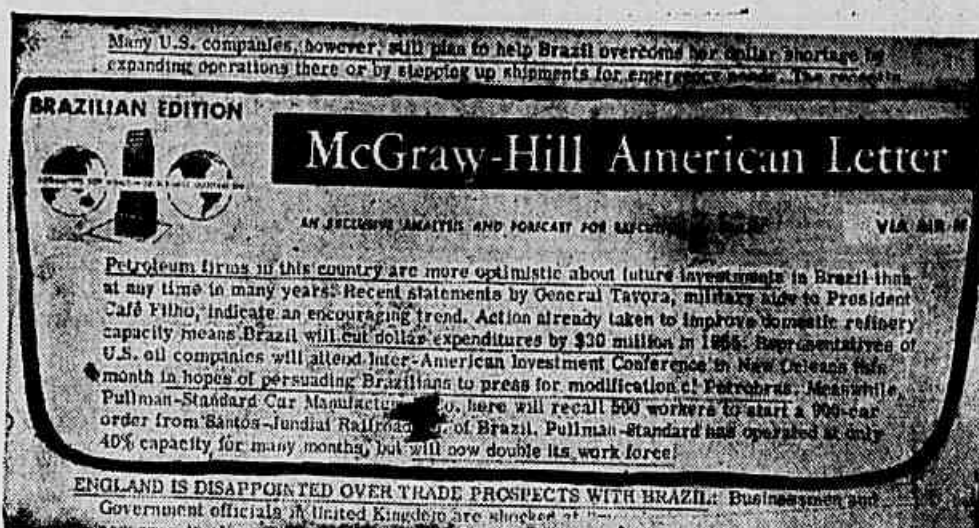 Many U.S. companies, however, still plan to help Brazil overcome her dollar shortage by
expanding operations there or by stepping up shipments for emergency needs. The
BRAZILIAN EDITION
McGraw-Hill American Letter
AN EXCLUSIVE ANALYSIS AND FORECAST FOR
VIA AIR
Petroleum firms in this country are more optimistic about future investments in Brazil than
at any time in many years. Recent statements by General Tavora, military aide to President
Café Filho, indicate an encouraging trend. Action already taken to improve domestic refinery
capacity means Brazil will cut dollar expenditures by $30 million in 1955. Representatives of
U.S. oil companies will attend Inter-American Investment Conference in New Orleans this
month in hopes of persuading Brazilians to press for modification of Petrobras. Meanwhile,
Pullman-Standard Car Co. here will recall 500 workers to start a 900-car
order from Santos-Jundial Railroad of Brazil. Pullman-Standard has operated at only
40% capacity for many months, but will now double its work force.
ENGLAND IS DISAPPOINTED OVER TRADE PROSPECTS WITH BRAZIL: Businessmen and
Government officials in United Kingdom are shocked at